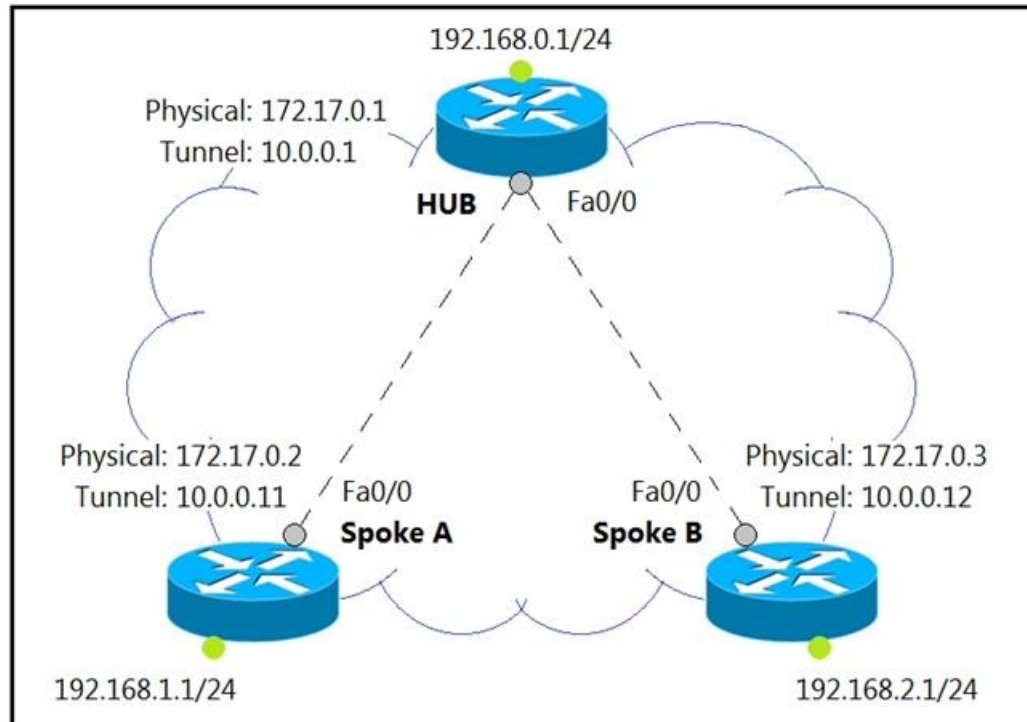 192.168.0.1/24
Physical: 172.17.0.1
Tunnel: 10.0.0.1
HUB
Fa0/0
Physical: 172.17.0.2
Tunnel: 10.0.0.11
Fa0/0
Spoke A
Physical: 172.17.0.3
Tunnel: 10.0.0.12
Fa0/0
Spoke B
192.168.1.1/24
192.168.2.1/24